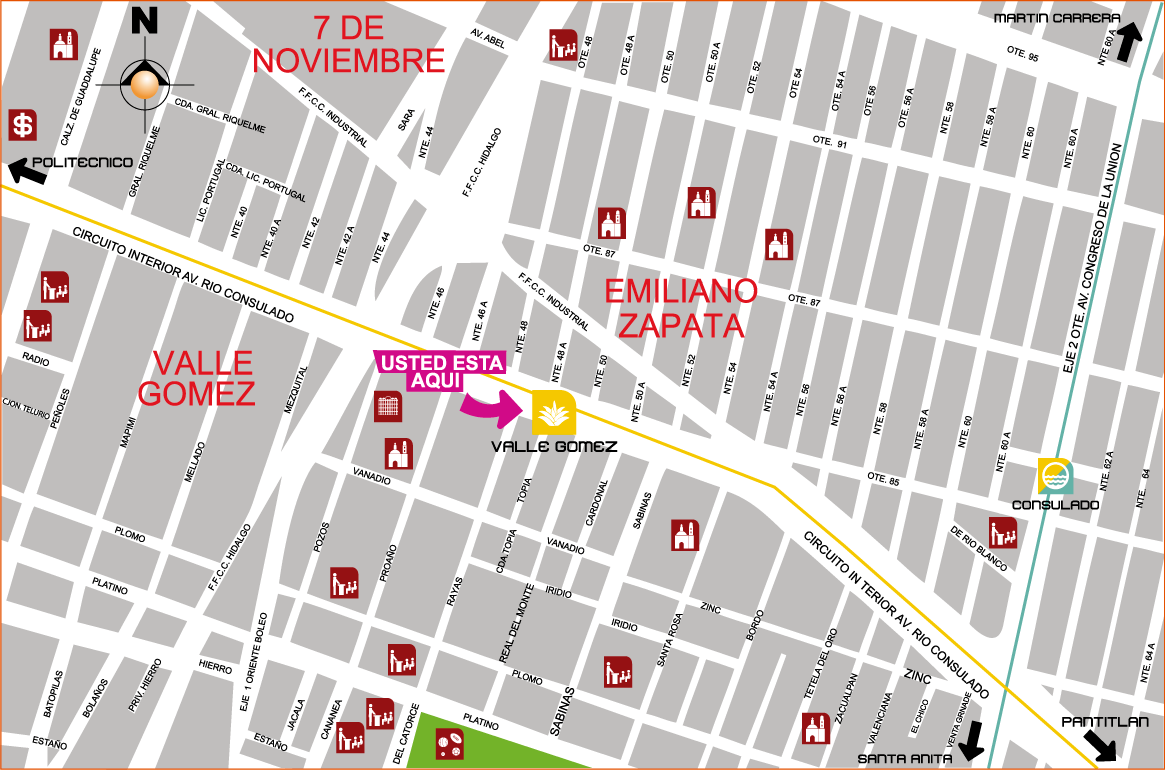 N
7 DE
NOVIEMBRE
MARTIN CARRERA
AV. ABEL
OTE. 48
NTE. 48 A
OTE. 50
OTE. 50 A
OTE. 52
OTE 54
OTE. 54 A
OTE 56
OTE. 56 A
NTE. 58
NTE. 58 A
NTE. 60
NTE. 60 A
NTE 60 A
OTE. 95
OTE. 91
CALZ. DE GUADDALUPE
CDA. GRAL. RIQUELME
GRAL. RIQUELME
F.F.C.C. INDUSTRIAL
SARA
NTE. 44
F.F.C.C. HIDALGO
$
POLITECNICO
LIC. PORTUGAL
CDA. LIC. PORTUGAL
NTE. 40
NTE. 40 A
NTE. 42
NTE. 42 A
NTE. 44
CIRCUITO INTERIOR AV. RIO CONSULADO
EJE 2 OTE. AV. CONGRESO DE LA UNION
OTE. 87
OTE. 87
F.F.C.C. INDUSTRIAL
EMILIANO
ZAPATA
NTE. 46
NTE. 46 A
NTE. 48
NTE. 48 A
NTE. 50
NTE. 50 A
NTE. 52
NTE. 54
NTE. 54 A
NTE. 56
NTE. 56 A
NTE. 58
NTE. 58 A
NTE. 60
NTE. 60 A
NTE. 62 A
NTE. 64
NTE. 64 A
VALLE
GOMEZ
USTED ESTA
AQUI
VALLE GOMEZ
RADIO
CJON. TELURIO
PEÑOLES
MAPIMI
MELLADO
MEZQUITAL
VANADIO
TOPIA
CARDONAL
SABINAS
OTE. 85
CONSULADO
DE RIO BLANCO
PLOMO
PLATINO
F.F.C.C. HIDALGO
POZOS
PROAÑO
RAYAS
CDA.TOPIA
VANADIO
IRIDIO
REAL DEL MONTE
IRIDIO
ZINC
SANTA ROSA
BORDO
CIRCUITO IN TERIOR AV. RIO CONSULADO
TETELA DEL ORO
ZACUALPAN
VALENCIANA
EL CHICO
VENTA GRNADE
ZINC
HIERRO
EJE 1 ORIENTE BOLEO
PLOMO
SABINAS
BATOPILAS
BOLAÑOS
PRIV. HIERRO
JACALA
CANANEA
DEL CATORCE
PLATINO
ESTAÑO
ESTAÑO
SANTA ANITA
PANTITLAN